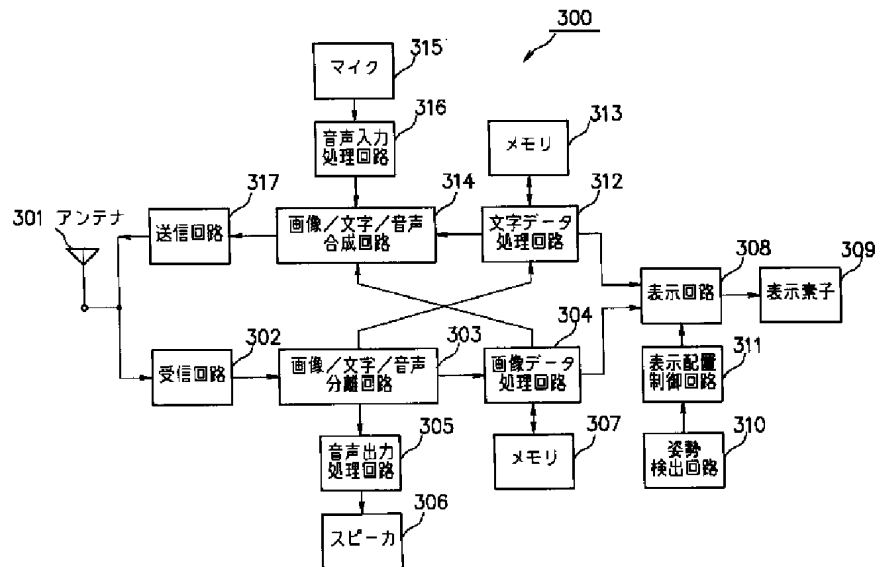 300
315
マイク
316
音声入力
処理回路
313
メモリ
317
314
312
301 アンテナ
送信回路
画像/文字/音声
合成回路
文字データ
処理回路
308
309
表示回路
表示素子
302
303
304
受信回路
画像/文字/音声
分離回路
画像データ
処理回路
311
表示配置
制御回路
305
音声出力
処理回路
307
メモリ
310
姿勢
検出回路
306
スピーカ